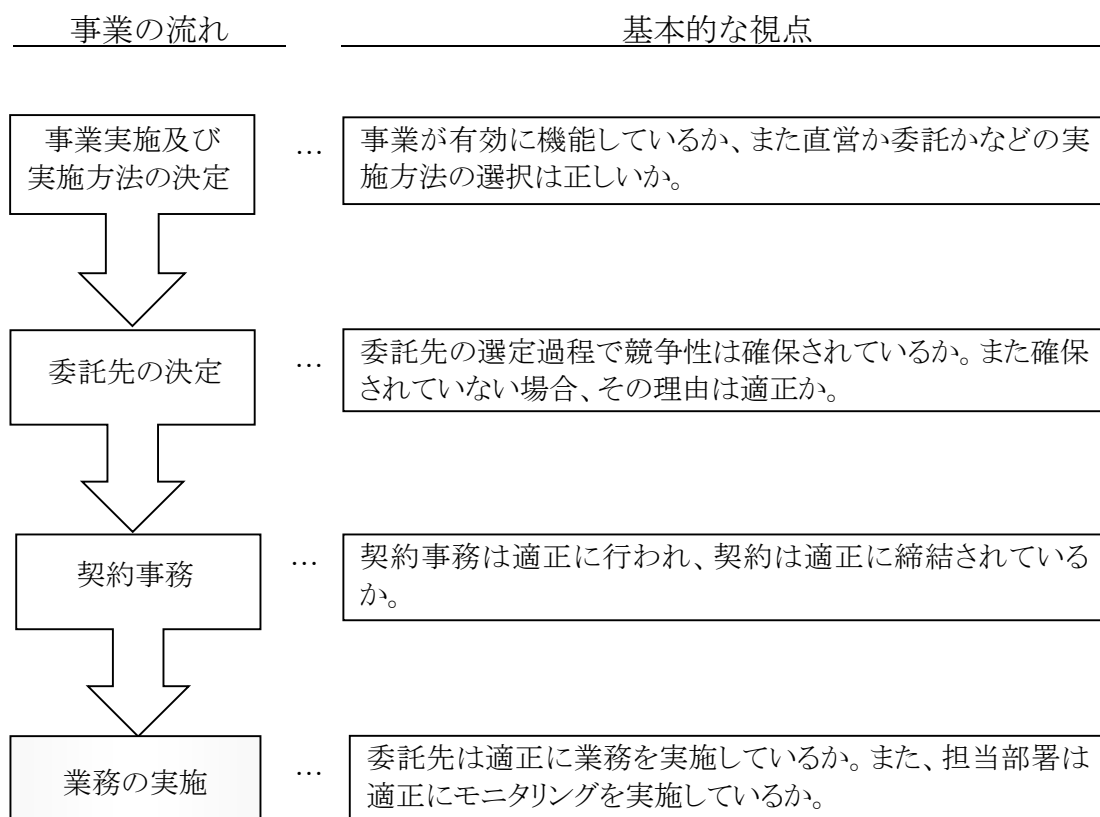 事業の流れ
基本的な視点
事業実施及び
実施方法の決定
…
事業が有効に機能しているか、また直営か委託かなどの実
施方法の選択は正しいか。
委託先の決定
…
委託先の選定過程で競争性は確保されているか。また確保
されていない場合、その理由は適正か。
契約事務
…
契約事務は適正に行われ、契約は適正に締結されている
か。
業務の実施
…
委託先は適正に業務を実施しているか。また、担当部署は
適正にモニタリングを実施しているか。